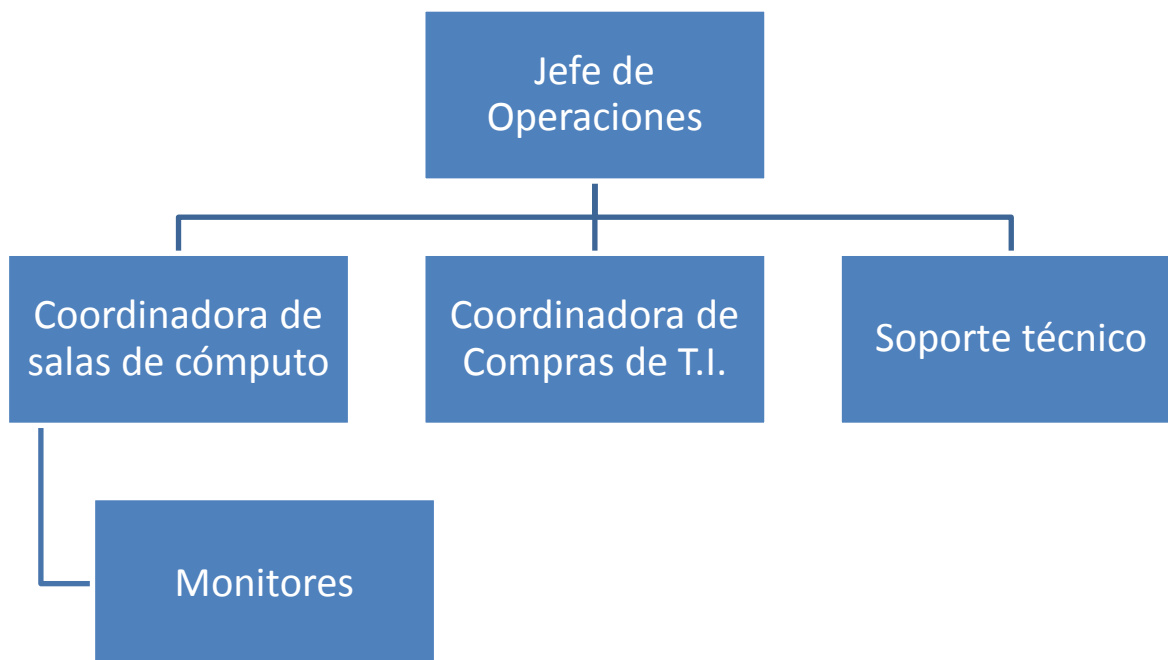 Jefe de
Operaciones
Coordinadora de
salas de cómputo
Coordinadora de
Compras de T.I.
Soporte técnico
Monitores